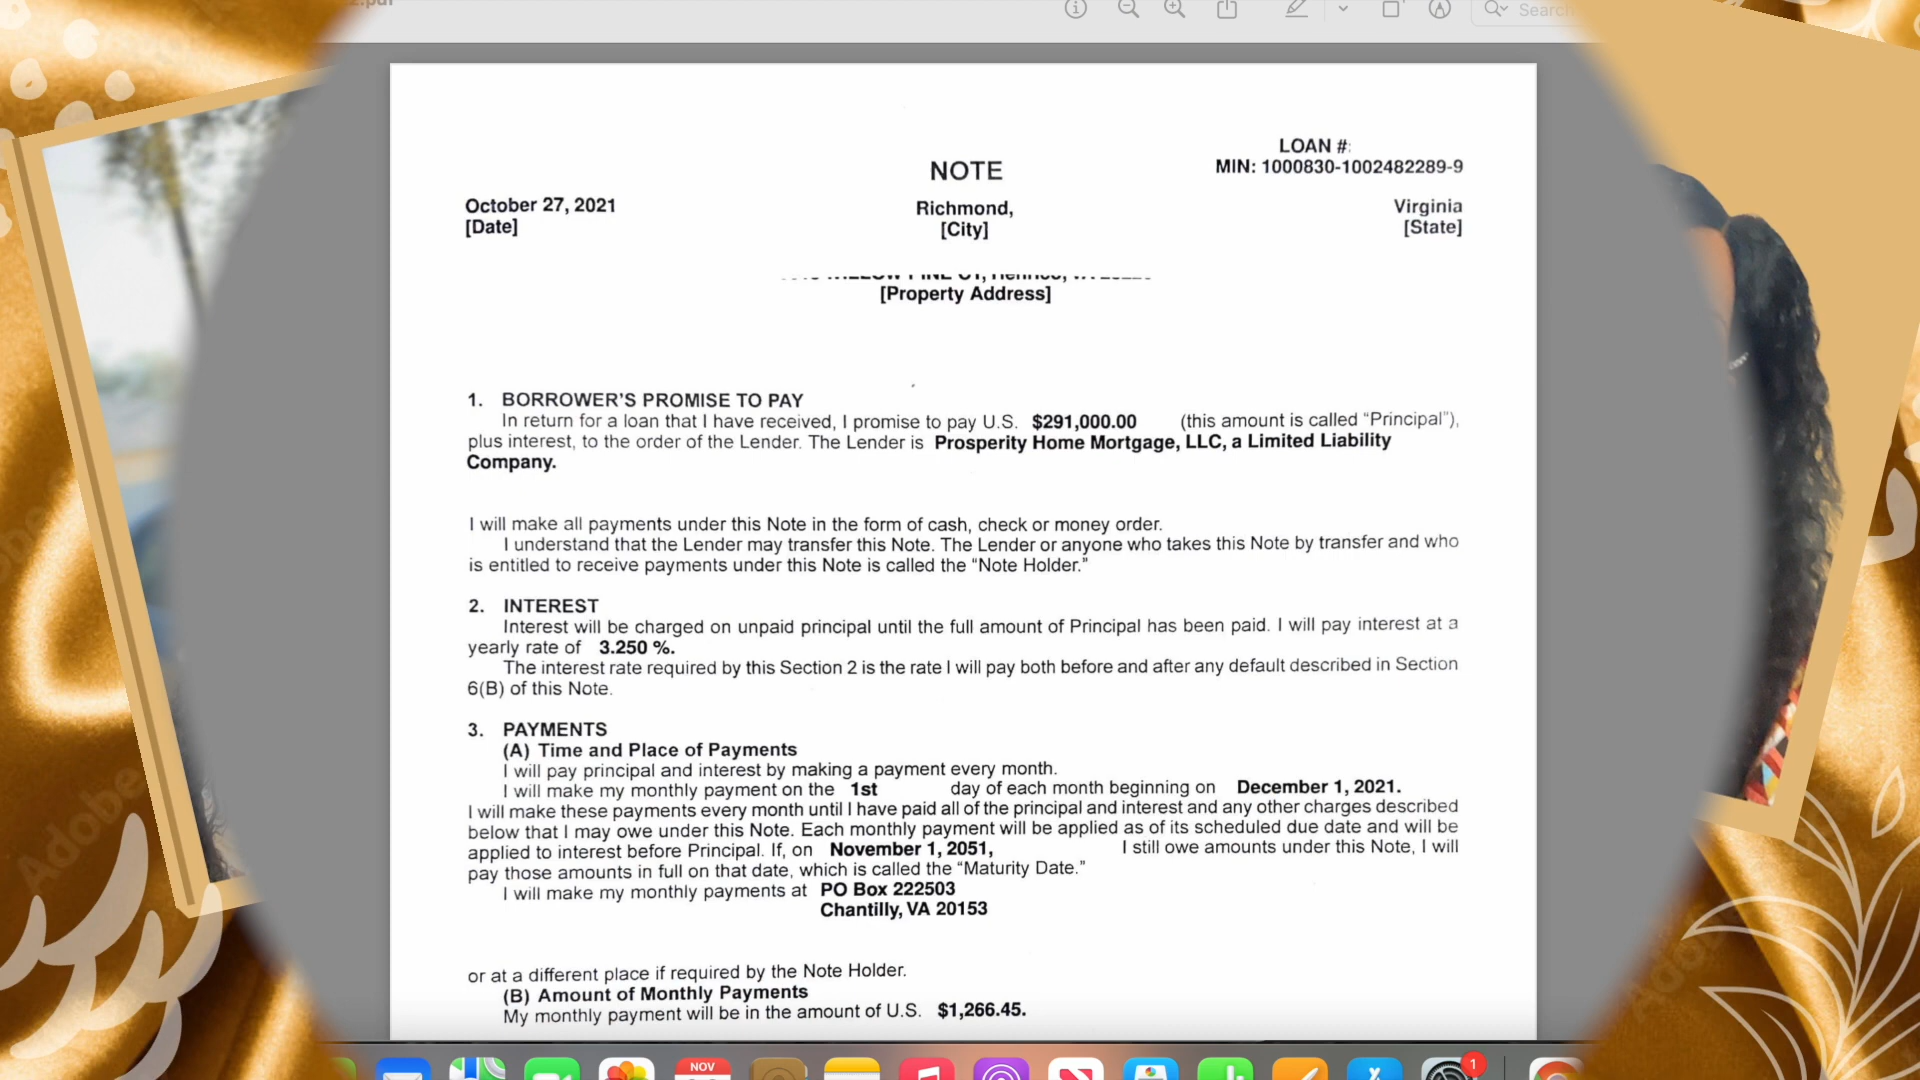 Search
LOAN #:
NOTE
MIN: 1000830-1002482289-9
October 27, 2021
Richmond,
Virginia
[Date]
[City]
[State]
[Property Address]
1. BORROWER'S PROMISE TO PAY
In return for a loan that I have received, I promise to pay U.S. $291,000.00 (this amount is called “Principal”),
plus interest, to the order of the Lender. The Lender is Prosperity Home Mortgage, LLC, a Limited Liability
Company.
I will make all payments under this Note in the form of cash, check or money order.
I understand that the Lender may transfer this Note. The Lender or anyone who takes this Note by transfer and who
is entitled to receive payments under this Note is called the “Note Holder.”
2. INTEREST
Interest will be charged on unpaid principal until the full amount of Principal has been paid. I will pay interest at a
yearly rate of 3.250 %.
The interest rate required by this Section 2 is the rate I will pay both before and after any default described in Section
6(B) of this Note.
3. PAYMENTS
(A) Time and Place of Payments
I will pay principal and interest by making a payment every month.
I will make my monthly payment on the 1st day of each month beginning on December 1, 2021.
I will make these payments every month until I have paid all of the principal and interest and any other charges described
below that I may owe under this Note. Each monthly payment will be applied as of its scheduled due date and will be
applied to interest before Principal. If, on November 1, 2051, I still owe amounts under this Note, I will
pay those amounts in full on that date, which is called the “Maturity Date.”
I will make my monthly payments at PO Box 222503
Chantilly, VA 20153
or at a different place if required by the Note Holder.
(B) Amount of Monthly Payments
My monthly payment will be in the amount of U.S. $1,266.45.
NOV
1
Adobe